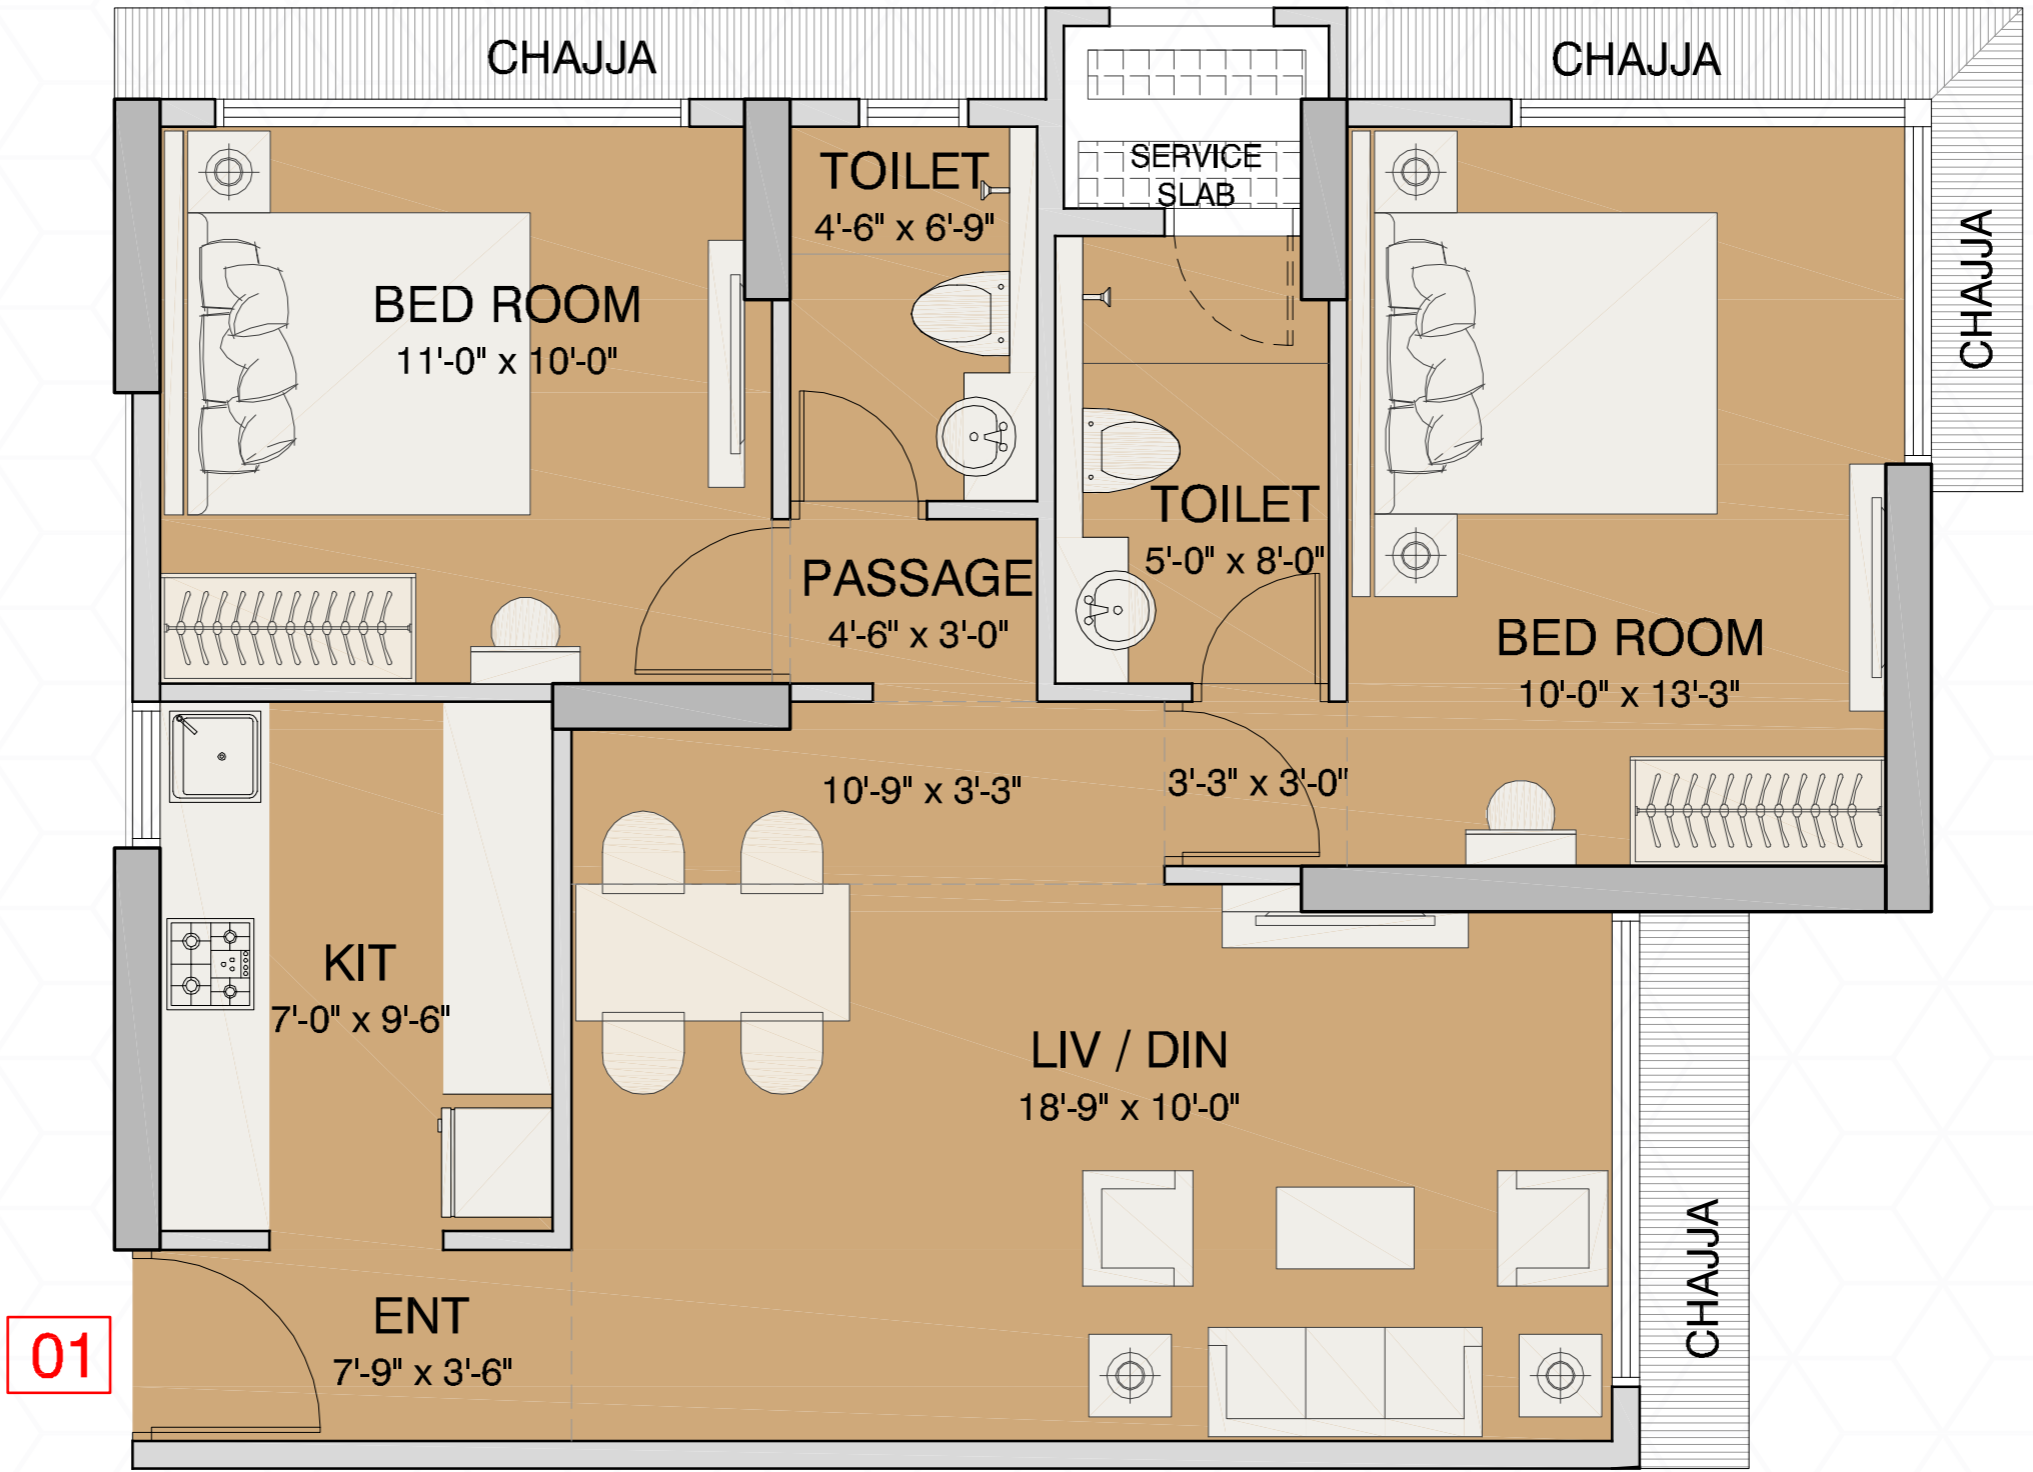 CHAJJA
CHAJJA
SERVICE
SLAB
TOILET
4'-6" x 6'-9"
CHAJJA
BED ROOM
11'-0" x 10'-0"
TOILET
5'-0" x 8'-0"
PASSAGE
4'-6" x 3'-0"
BED ROOM
10'-0" x 13'-3"
10'-9" x 3'-3"
3'-3" x 3'-0"
KIT
7'-0" x 9'-6"
LIV / DIN
18'-9" x 10'-0"
CHAJJA
ENT
7'-9" x 3'-6"
01